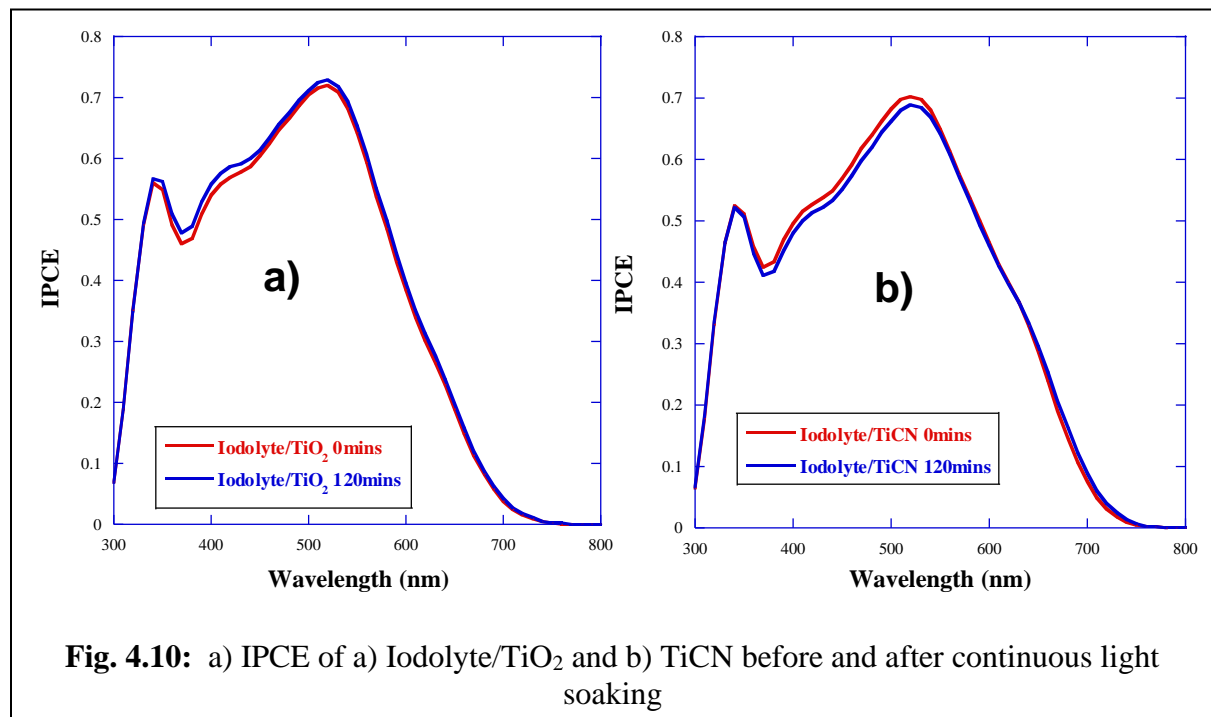 0.8
0.7
0.6
0.5
0.4
0.3
0.2
0.1
0
300 400 500 600 700 800
IPCE
Wavelength (nm)
a)
Iodolyte/TiO₂ 0mins
Iodolyte/TiO₂ 120mins
0.8
0.7
0.6
0.5
0.4
0.3
0.2
0.1
0
300 400 500 600 700 800
IPCE
Wavelength (nm)
b)
Iodolyte/TiCN 0mins
Iodolyte/TiCN 120mins
Fig. 4.10: a) IPCE of a) Iodolyte/TiO₂ and b) TiCN before and after continuous light
soaking